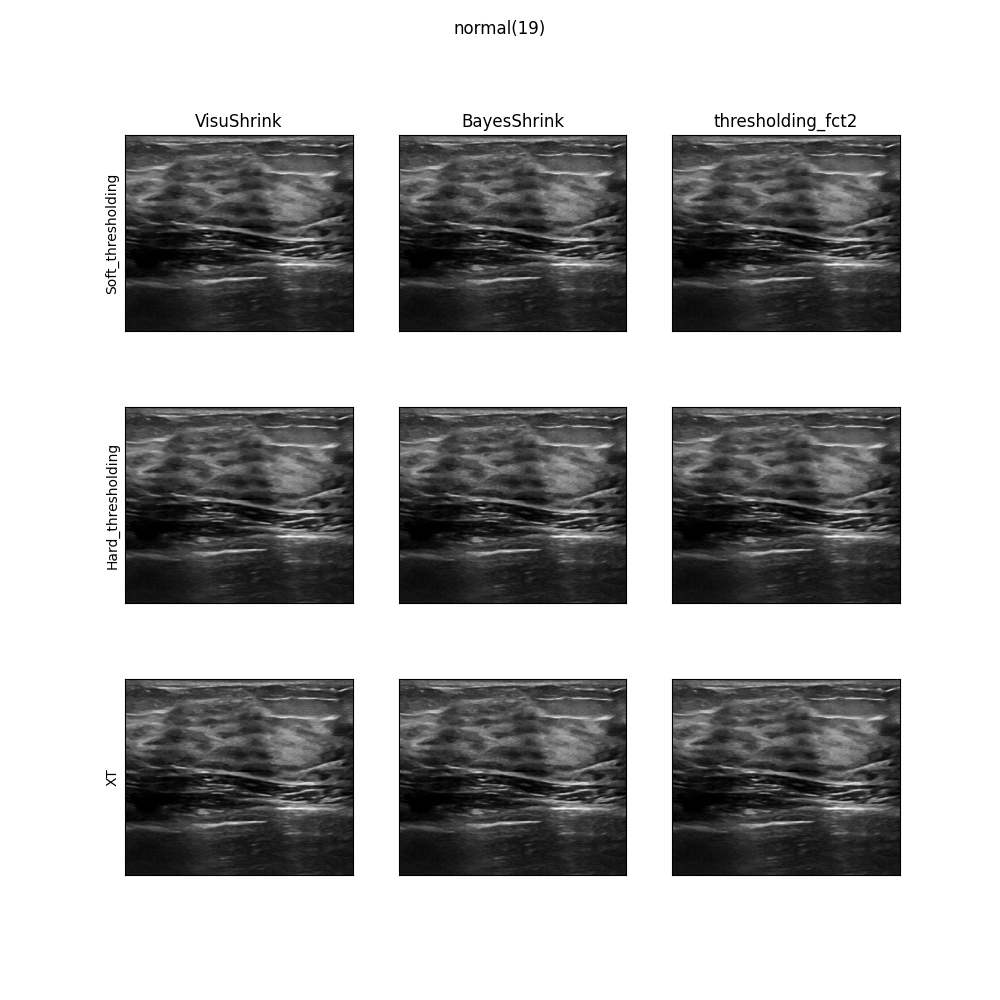 normal(19)
VisuShrink
BayesShrink
thresholding_fct2
Soft_thresholding
Hard_thresholding
XT